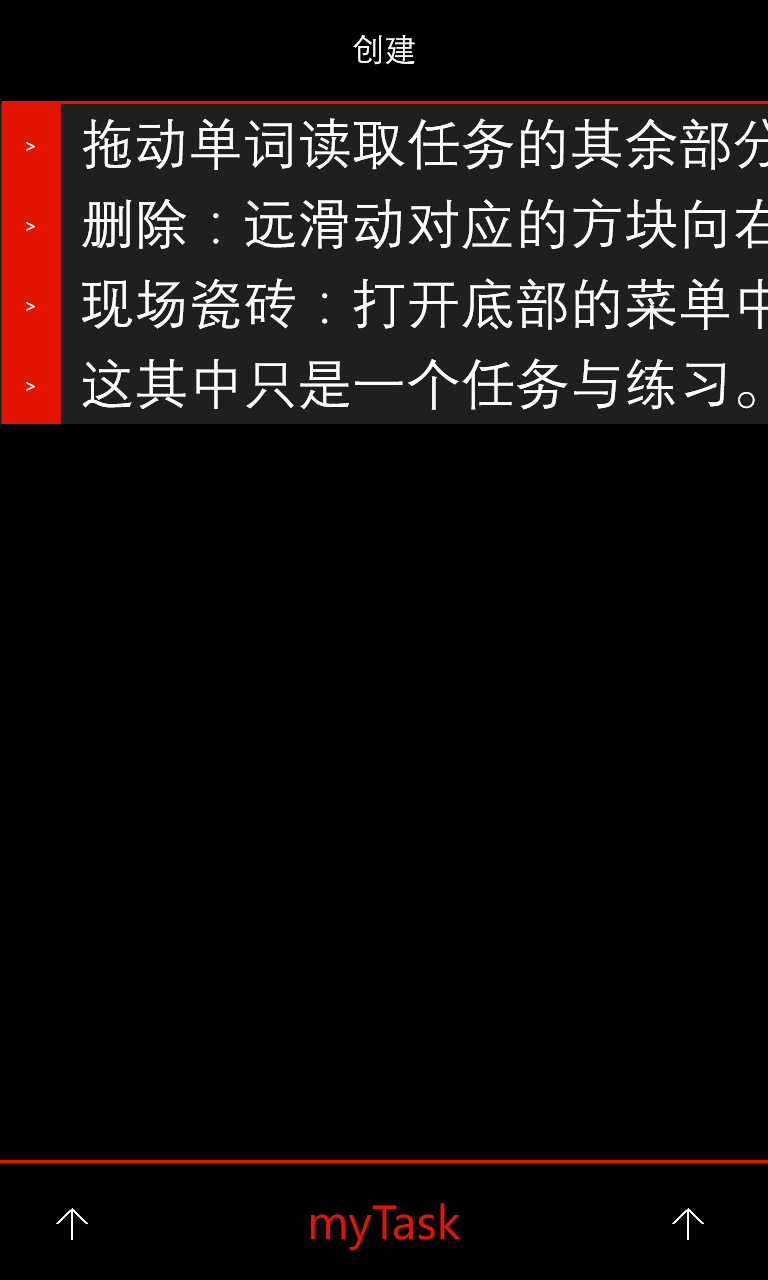 创建
> 拖动单词读取任务的其余部分
> 删除：远滑动对应的方块向右
> 现场瓷砖：打开底部的菜单中
> 这其中只是一个任务与练习。
myTask